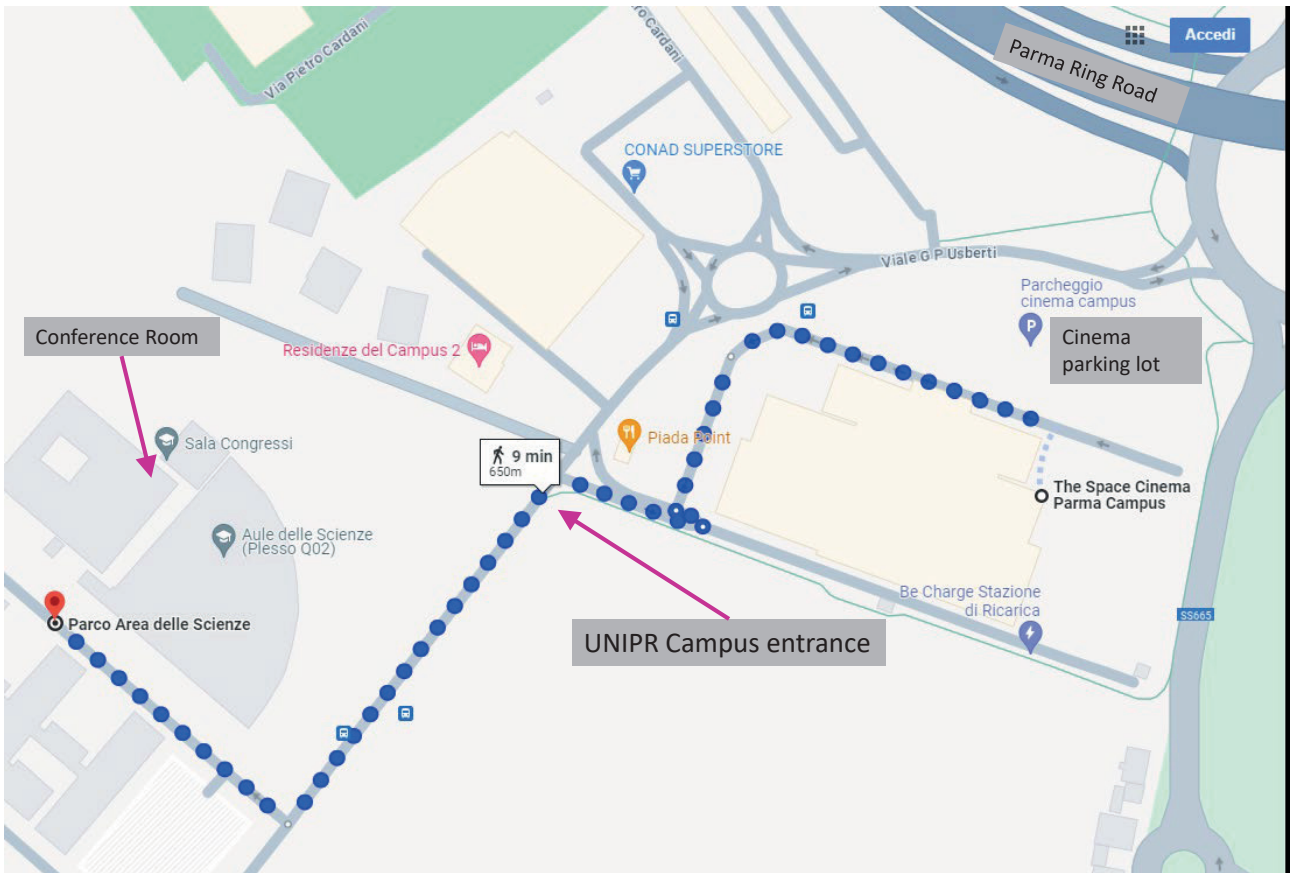 Via Pietro Cardani
Pietro Cardani
Accedi
Parma Ring Road
CONAD SUPERSTORE
Viale G P Usberti
Parcheggio
cinema campus
P
Cinema
parking lot
Conference Room
Residenze del Campus 2
Sala Congressi
9 min
650m
Piada Point
The Space Cinema
Parma Campus
Aule delle Scienze
(Plesso Q02)
Be Charge Stazione
di Ricarica
SS665
Parco Area delle Scienze
UNIPR Campus entrance